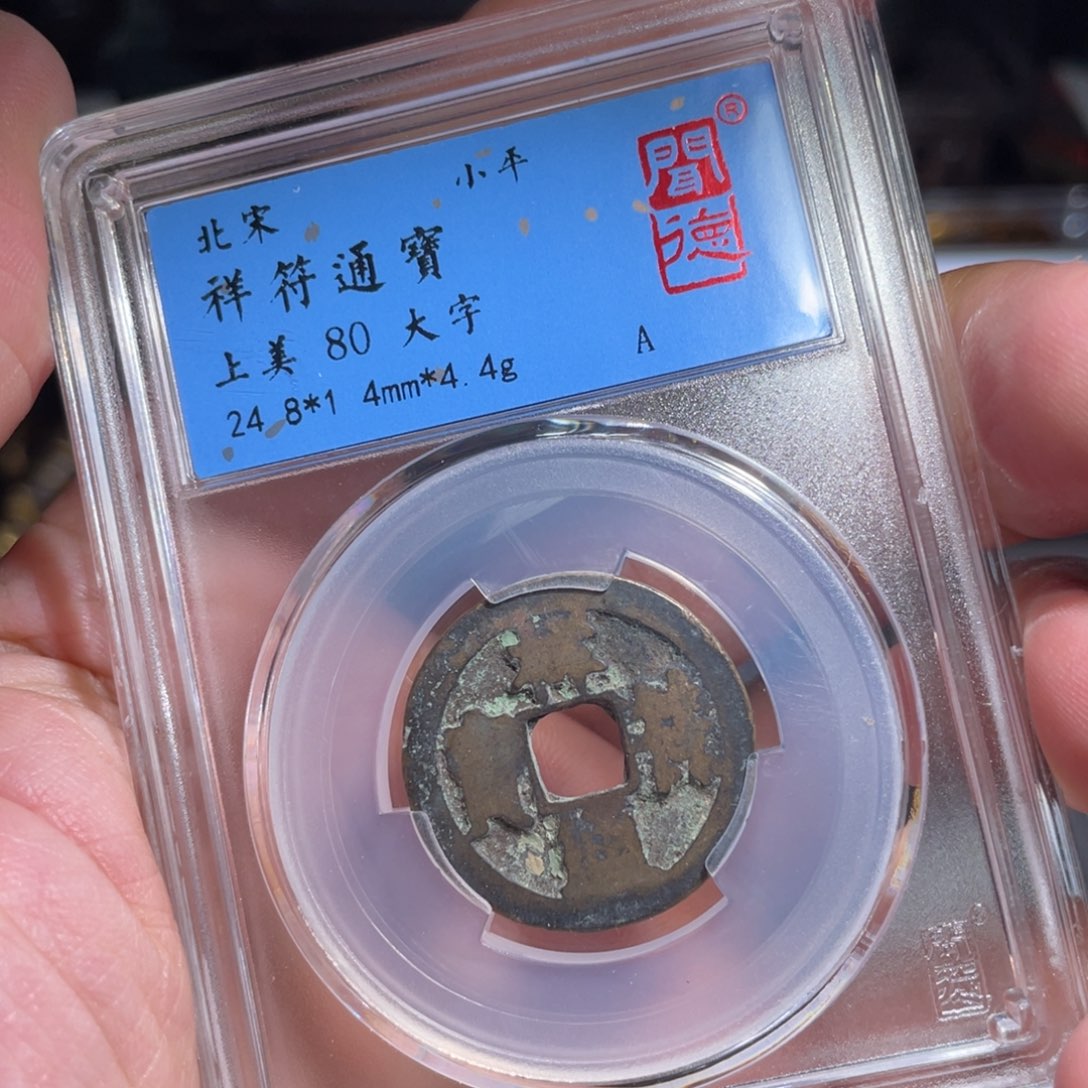 北宋 小平
祥符通寶
上美 80 大字
24.8*1 4mm*4.4g A
聞德
®